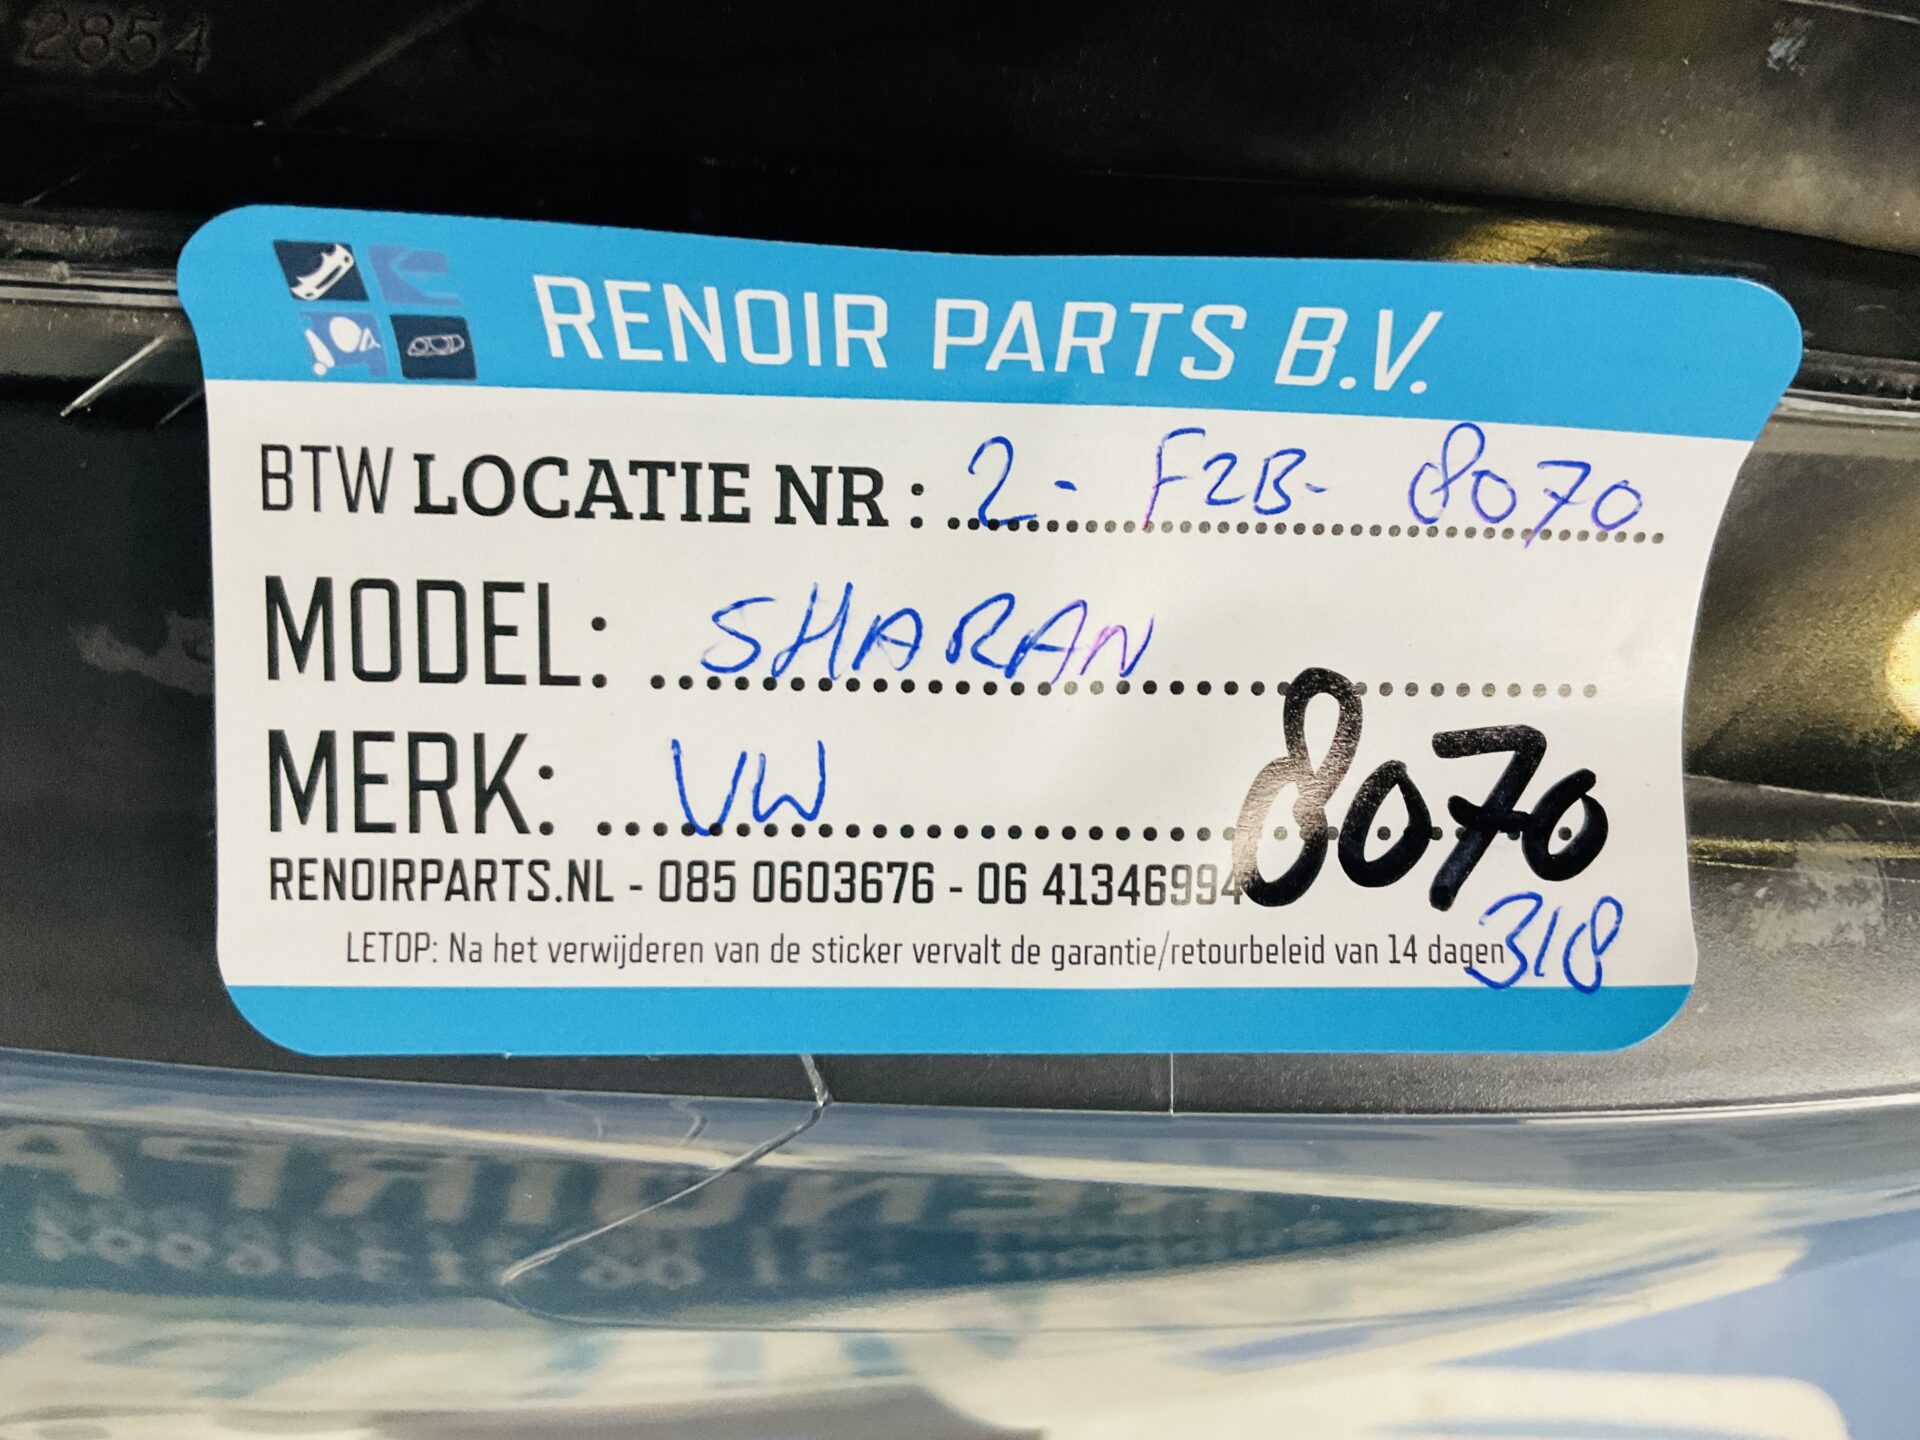 2854
RENOIR PARTS B.V.
BTW LOCATIE NR : 2 - F2B - 8070
MODEL: SHARAN
MERK: VW
8070
RENOIRPARTS.NL - 085 0603676 - 06 41346994
LETOP: Na het verwijderen van de sticker vervalt de garantie/retourbeleid van 14 dagen
318